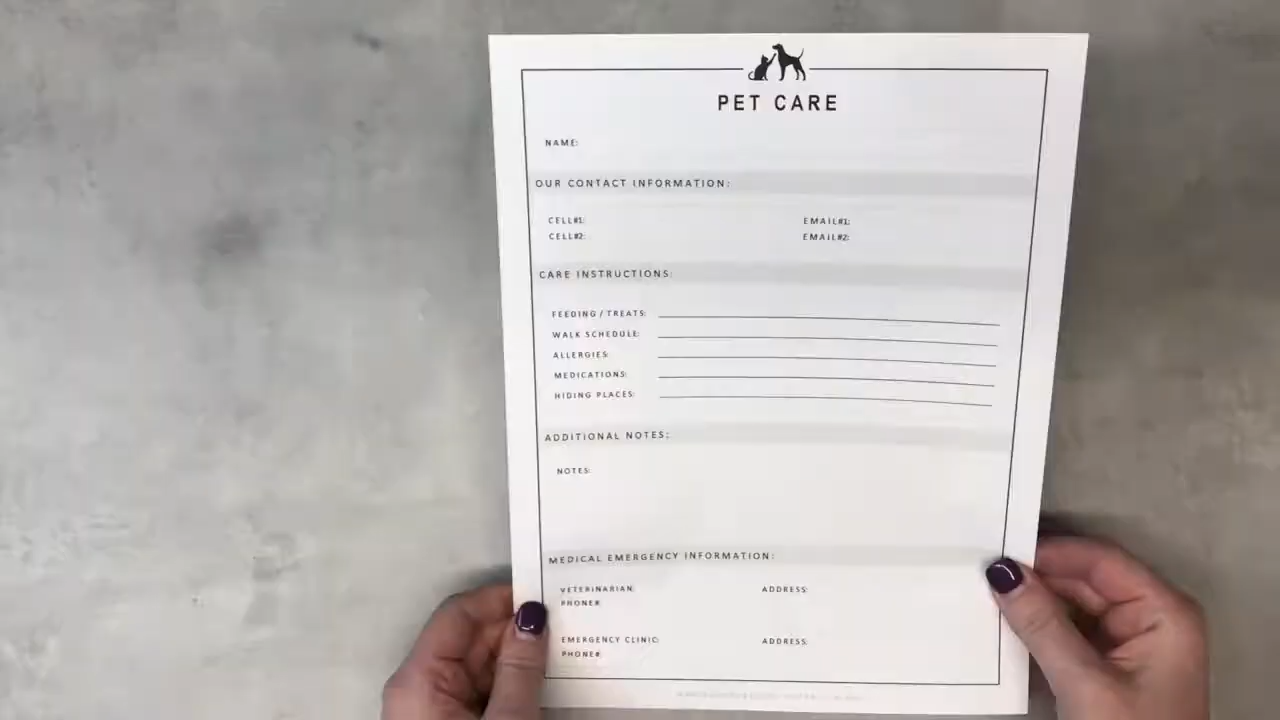 PET CARE
NAME:
OUR CONTACT INFORMATION:
CELL#1: EMAIL#1:
CELL#2: EMAIL#2:
CARE INSTRUCTIONS:
FEEDING / TREATS:
WALK SCHEDULE:
ALLERGIES:
MEDICATIONS:
HIDING PLACES:
ADDITIONAL NOTES:
NOTES:
MEDICAL EMERGENCY INFORMATION:
VETERINARIAN: ADDRESS:
PHONE#:
EMERGENCY CLINIC: ADDRESS:
PHONE#: